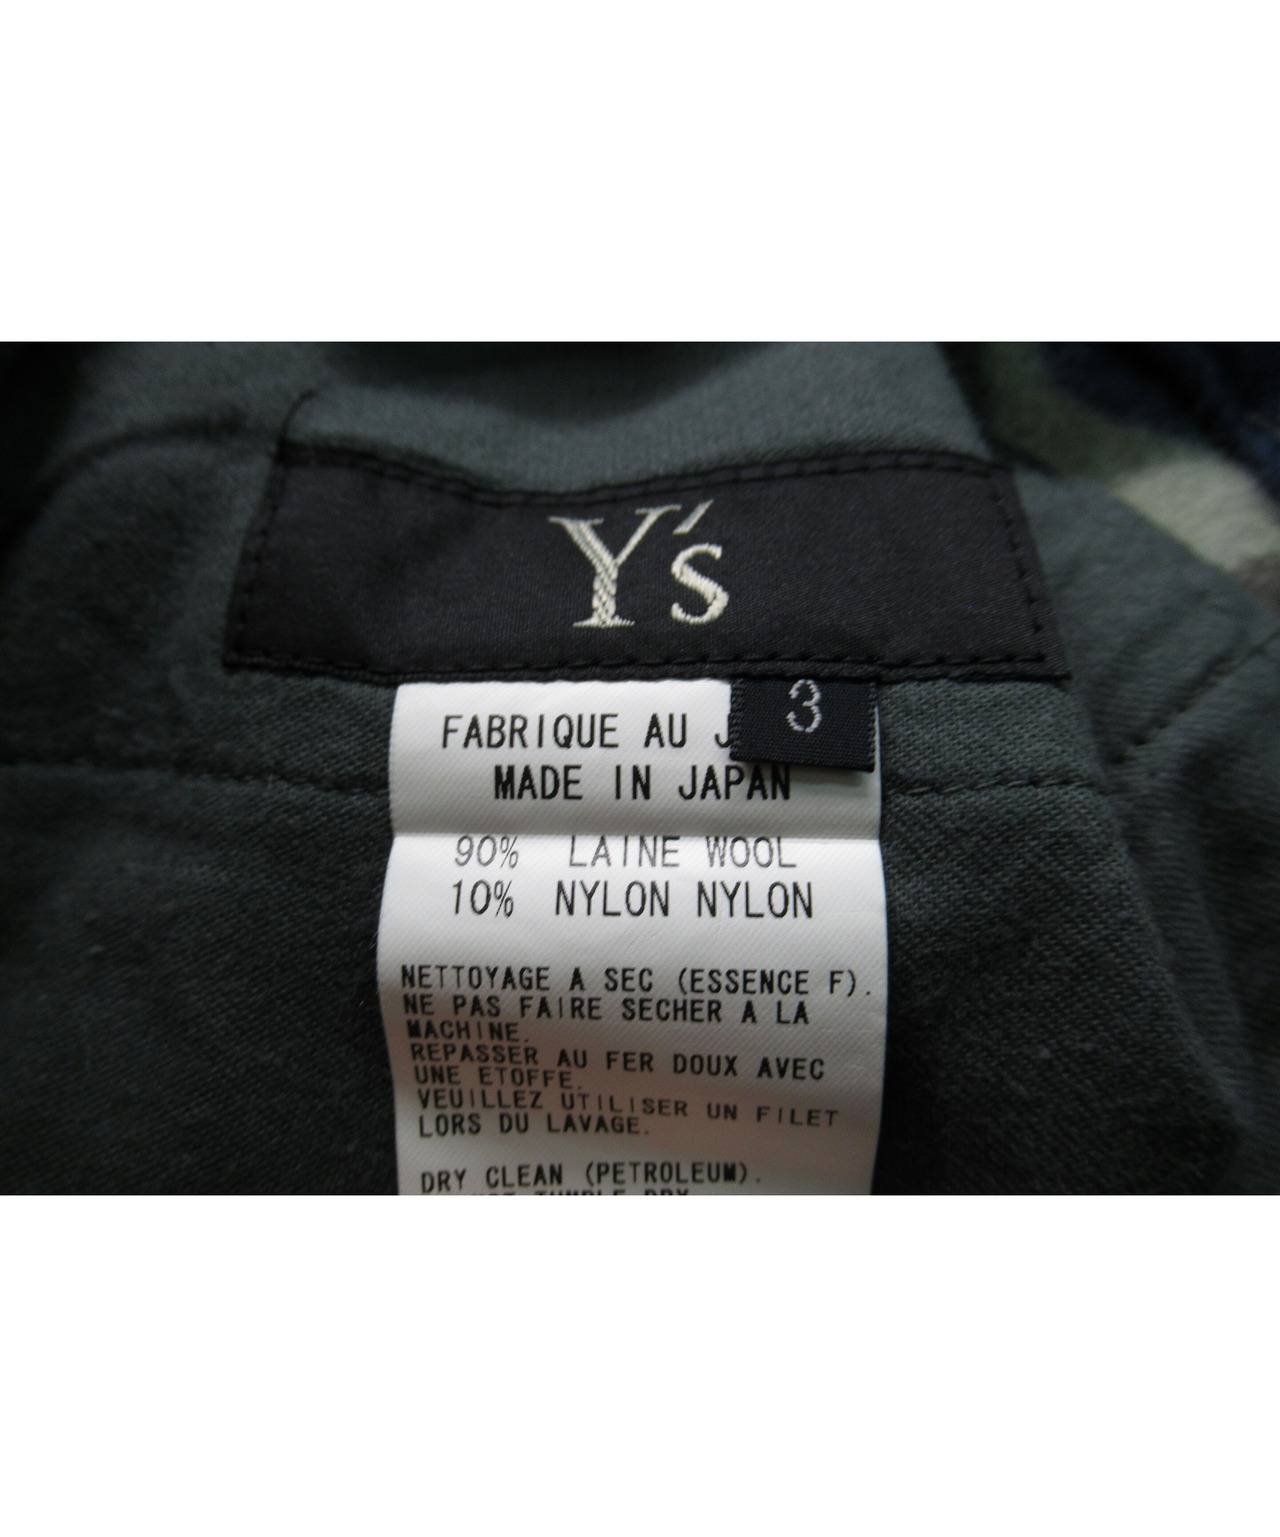 Y's
3
FABRIQUE AU
MADE IN JAPAN
90% LAINE WOOL
10% NYLON NYLON
NETTOYAGE A SEC (ESSENCE F).
NE PAS FAIRE SECHER A LA
MACHINE.
REPASSER AU FER DOUX AVEC
UNE ETOFFE.
VEUILLEZ UTILISER UN FILET
LORS DU LAVAGE.
DRY CLEAN (PETROLEUM).